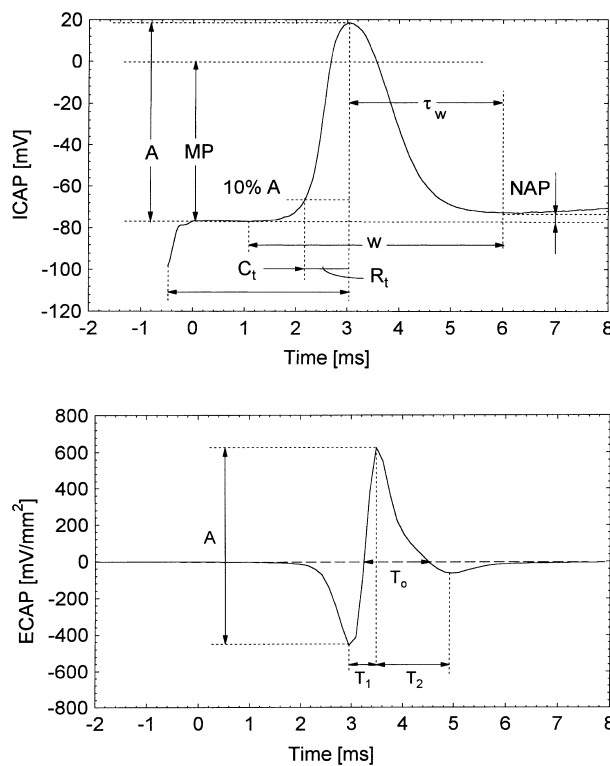 20
0
-20
-40
-60
-80
-100
-120
ICAP [mV]
A
MP
τw
10% A
NAP
w
Ct
Rt
-2 -1 0 1 2 3 4 5 6 7 8
Time [ms]
800
600
400
200
0
-200
-400
-600
-800
ECAP [mV/mm²]
A
To
T1
T2
-2 -1 0 1 2 3 4 5 6 7 8
Time [ms]